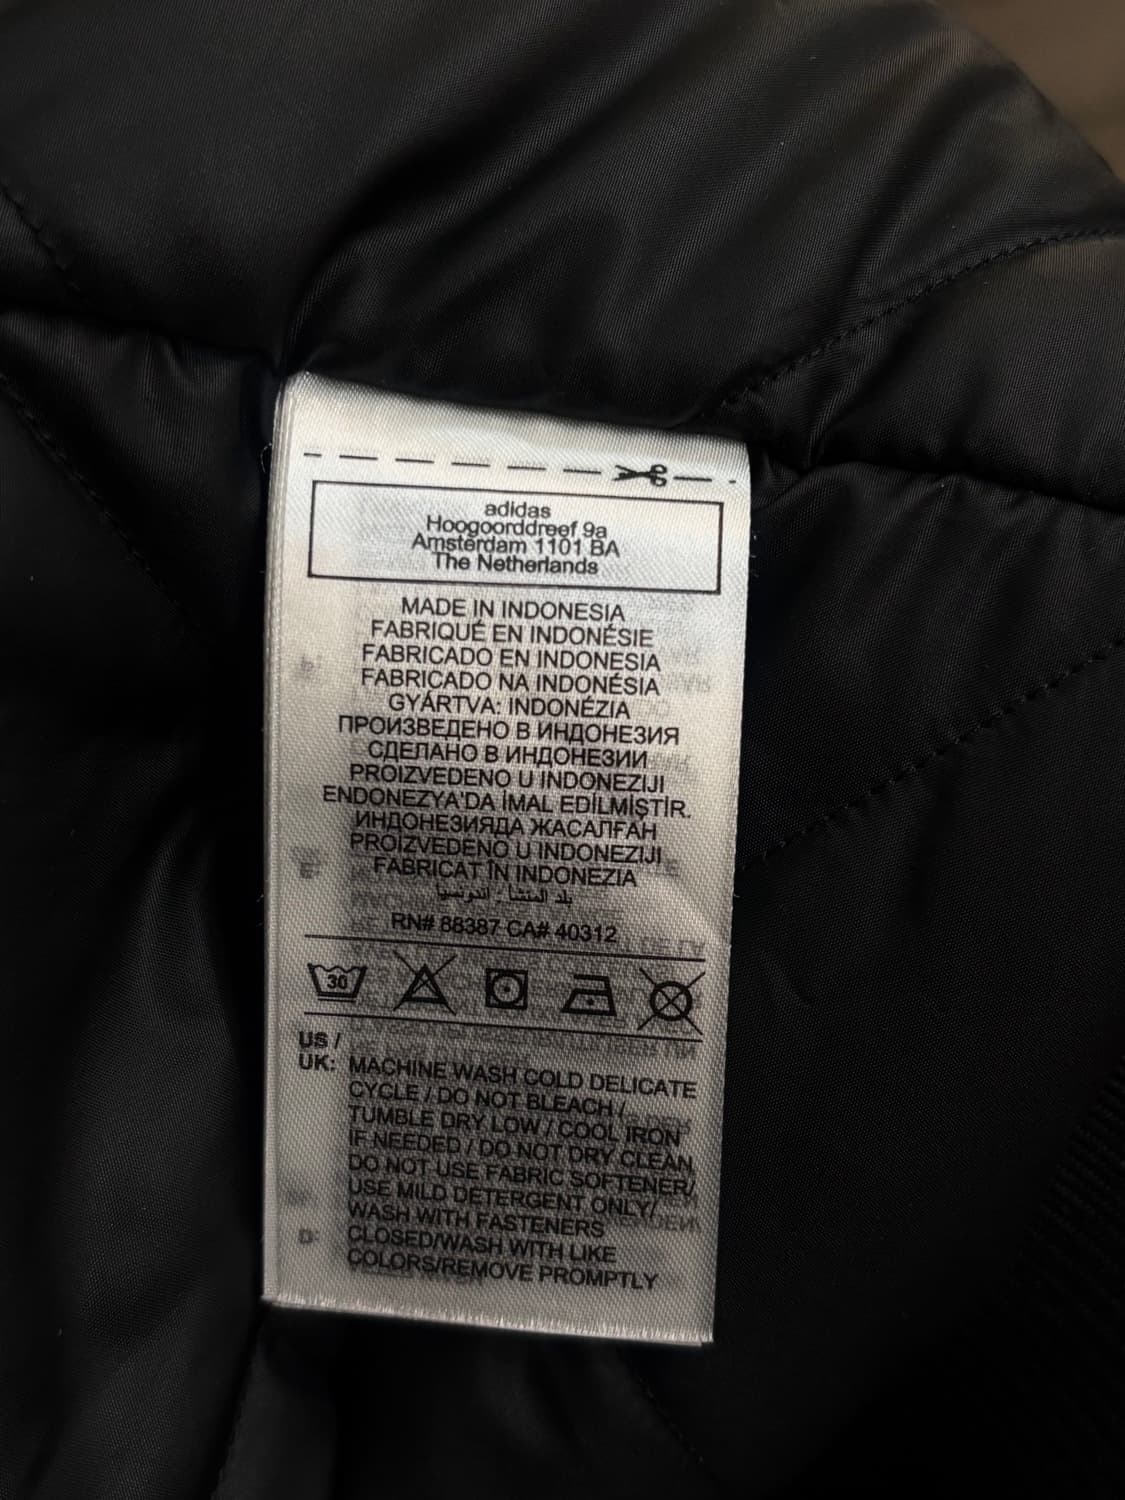 adidas
Hoogoorddreef 9a
Amsterdam 1101 BA
The Netherlands
MADE IN INDONESIA
FABRIQUÉ EN INDONÉSIE
FABRICADO EN INDONESIA
FABRICADO NA INDONÉSIA
GYÁRTVA: INDONÉZIA
ПРОИЗВЕДЕНО В ИНДОНЕЗИЯ
СДЕЛАНО В ИНДОНЕЗИИ
PROIZVEDENO U INDONEZIJI
ENDONEZYA'DA İMAL EDİLMİŞTİR.
ИНДОНЕЗИЯДА ЖАСАЛҒАН
PROIZVEDENO U INDONEZIJI
FABRICAT ÎN INDONEZIA
بلد المنشأ: اندونسيا
RN# 88387 CA# 40312
30
US /
UK: MACHINE WASH COLD DELICATE
CYCLE / DO NOT BLEACH /
TUMBLE DRY LOW / COOL IRON
IF NEEDED / DO NOT DRY CLEAN
DO NOT USE FABRIC SOFTENER/
USE MILD DETERGENT ONLY/
WASH WITH FASTENERS
CLOSED/WASH WITH LIKE
COLORS/REMOVE PROMPTLY